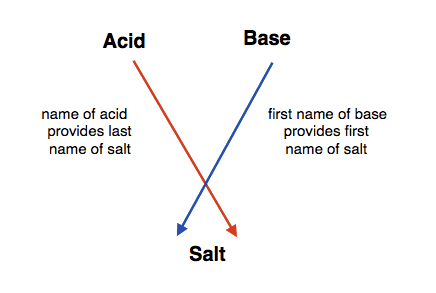 Acid
Base
name of acid
provides last
name of salt
first name of base
provides first
name of salt
Salt